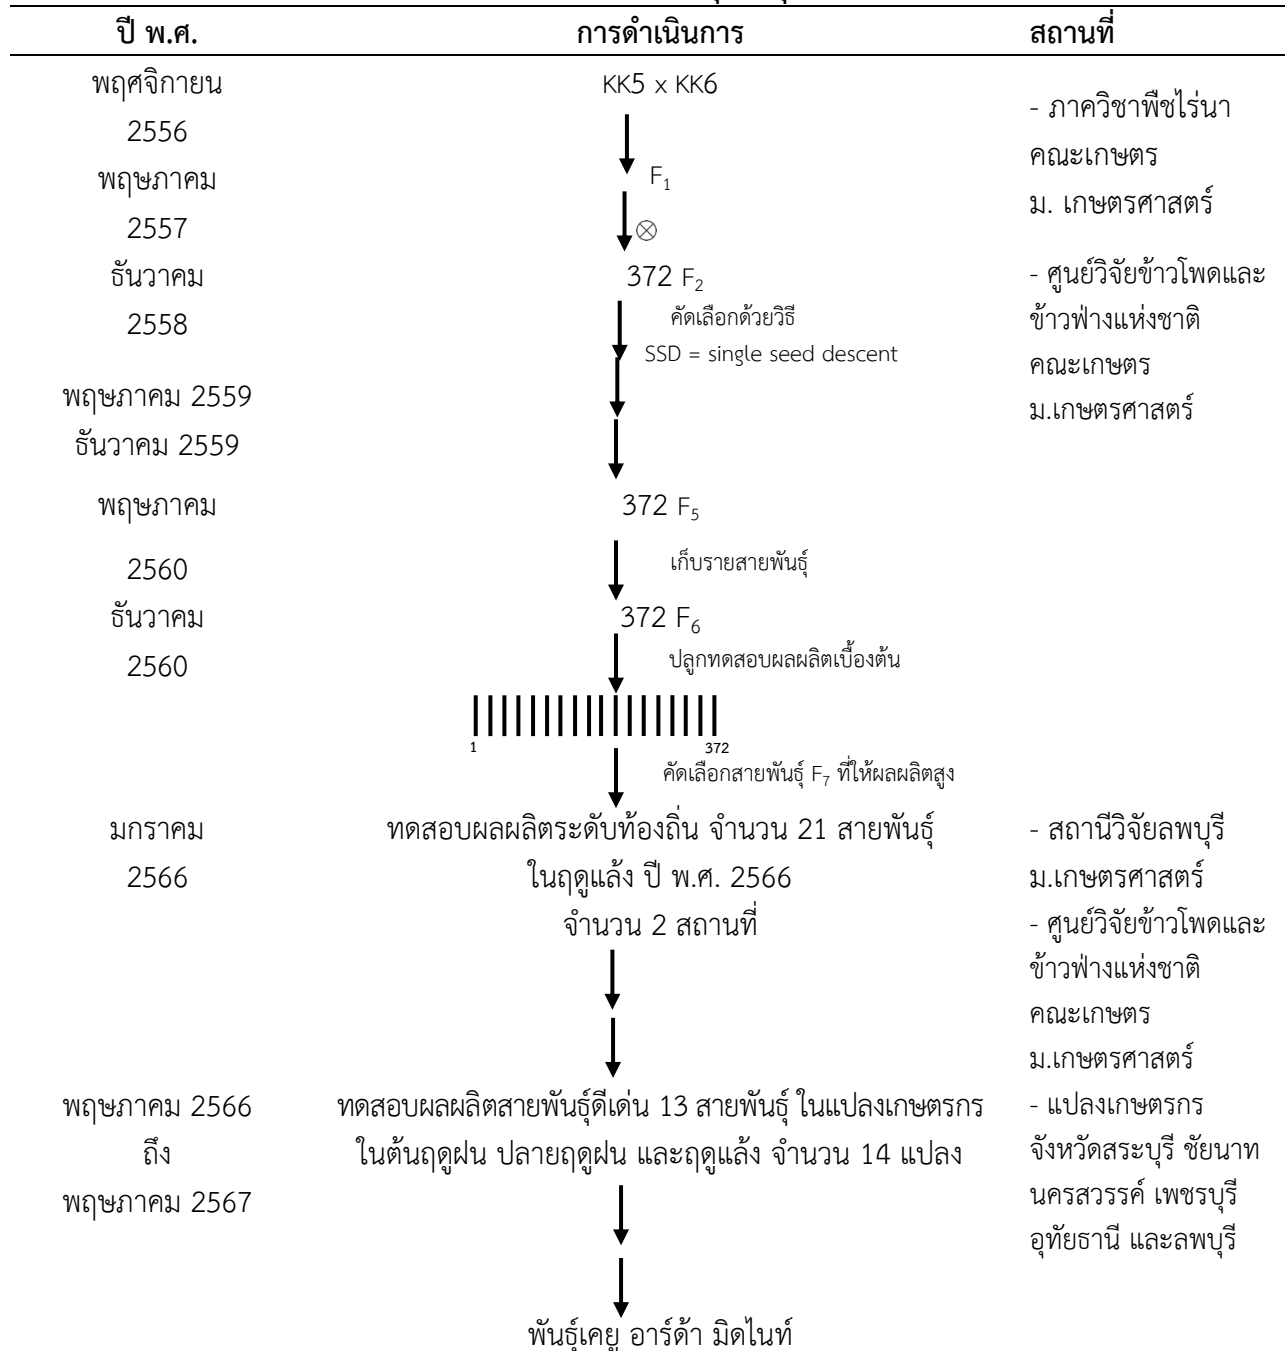 ปี พ.ศ. การดำเนินการ สถานที่
พฤศจิกายน
2556
พฤษภาคม
2557
ธันวาคม
2558
พฤษภาคม 2559
ธันวาคม 2559
พฤษภาคม
2560
ธันวาคม
2560
KK5 x KK6
F₁
⊗
372 F₂
คัดเลือกด้วยวิธี
SSD = single seed descent
372 F₅
เก็บรายสายพันธุ์
372 F₆
ปลูกทดสอบผลผลิตเบื้องต้น
1 372
คัดเลือกสายพันธุ์ F₇ ที่ให้ผลผลิตสูง
- ภาควิชาพืชไร่นา
คณะเกษตร
ม. เกษตรศาสตร์
- ศูนย์วิจัยข้าวโพดและ
ข้าวฟ่างแห่งชาติ
คณะเกษตร
ม.เกษตรศาสตร์
มกราคม
2566
ทดสอบผลผลิตระดับท้องถิ่น จำนวน 21 สายพันธุ์
ในฤดูแล้ง ปี พ.ศ. 2566
จำนวน 2 สถานที่
- สถานีวิจัยลพบุรี
ม.เกษตรศาสตร์
- ศูนย์วิจัยข้าวโพดและ
ข้าวฟ่างแห่งชาติ
คณะเกษตร
ม.เกษตรศาสตร์
พฤษภาคม 2566
ถึง
พฤษภาคม 2567
ทดสอบผลผลิตสายพันธุ์ดีเด่น 13 สายพันธุ์ ในแปลงเกษตรกร
ในต้นฤดูฝน ปลายฤดูฝน และฤดูแล้ง จำนวน 14 แปลง
- แปลงเกษตรกร
จังหวัดสระบุรี ชัยนาท
นครสวรรค์ เพชรบุรี
อุทัยธานี และลพบุรี
พันธุ์เคยู อาร์ด้า มิดไนท์